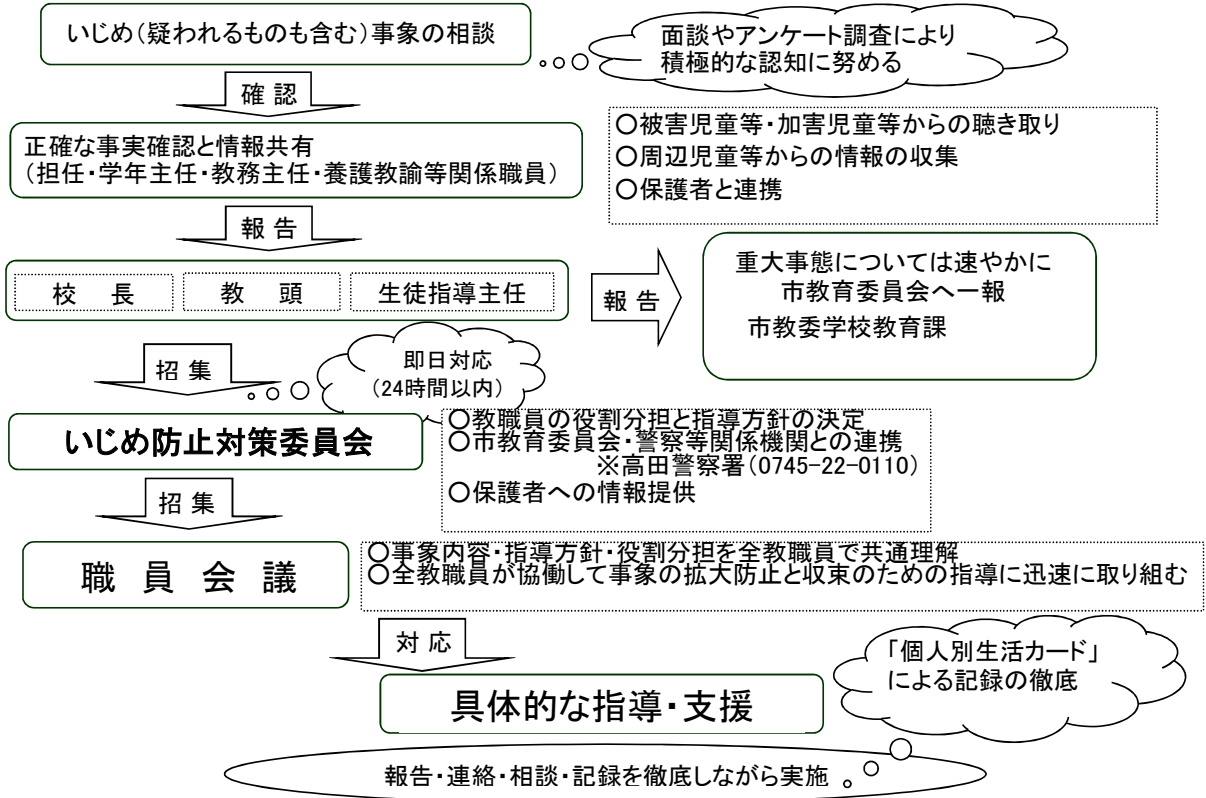 いじめ（疑われるものも含む）事象の相談
面談やアンケート調査により
積極的な認知に努める
確 認
正確な事実確認と情報共有
（担任・学年主任・教務主任・養護教諭等関係職員）
○被害児童等・加害児童等からの聴き取り
○周辺児童等からの情報の収集
○保護者と連携
報 告
校 長
教 頭
生徒指導主任
報 告
重大事態については速やかに
市教育委員会へ一報
市教委学校教育課
招 集
即日対応
（24時間以内）
いじめ防止対策委員会
○教職員の役割分担と指導方針の決定
○市教育委員会・警察等関係機関との連携
※高田警察署（0745-22-0110）
○保護者への情報提供
招 集
職 員 会 議
○事象内容・指導方針・役割分担を全教職員で共通理解
○全教職員が協働して事象の拡大防止と収束のための指導に迅速に取り組む
対 応
「個人別生活カード」
による記録の徹底
具体的な指導・支援
報告・連絡・相談・記録を徹底しながら実施